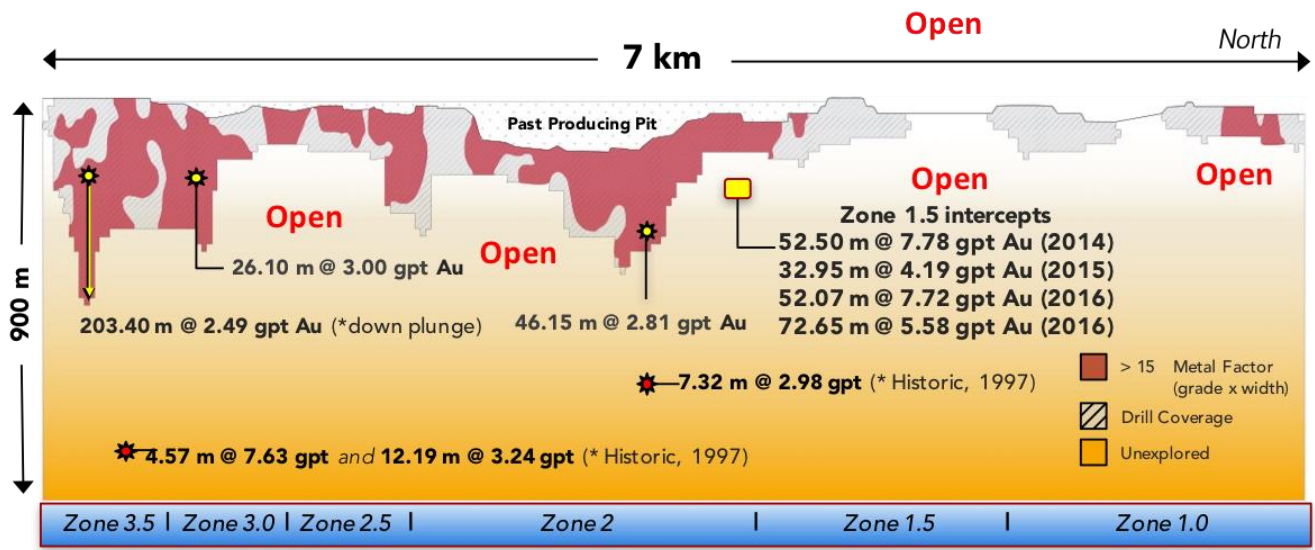 Open
North
7 km
Past Producing Pit
Open
Open
Open
Open
Zone 1.5 intercepts
52.50 m @ 7.78 gpt Au (2014)
32.95 m @ 4.19 gpt Au (2015)
52.07 m @ 7.72 gpt Au (2016)
72.65 m @ 5.58 gpt Au (2016)
26.10 m @ 3.00 gpt Au
900 m
203.40 m @ 2.49 gpt Au (*down plunge)
46.15 m @ 2.81 gpt Au
> 15 Metal Factor
(grade x width)
7.32 m @ 2.98 gpt (* Historic, 1997)
Drill Coverage
Unexplored
4.57 m @ 7.63 gpt and 12.19 m @ 3.24 gpt (* Historic, 1997)
Zone 3.5 | Zone 3.0 | Zone 2.5 | Zone 2 | Zone 1.5 | Zone 1.0